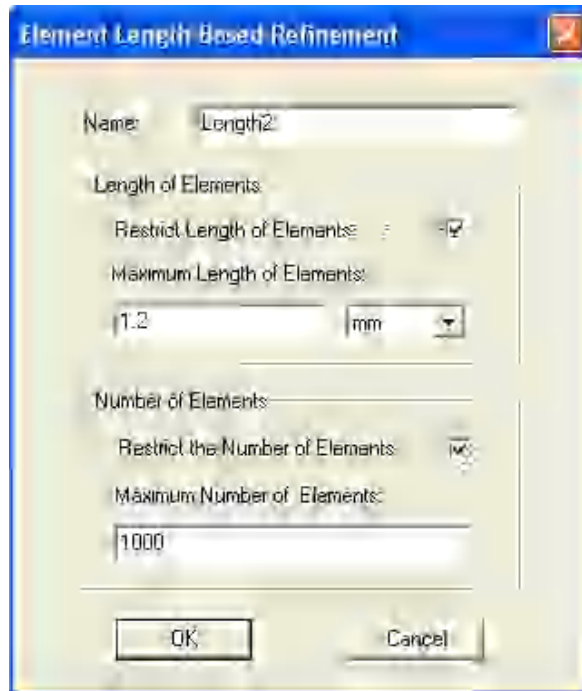 Element Length Based Refinement
Name: Length2
Length of Elements
Restrict Length of Elements:
Maximum Length of Elements:
1.2 mm
Number of Elements
Restrict the Number of Elements
Maximum Number of Elements:
1000
OK Cancel